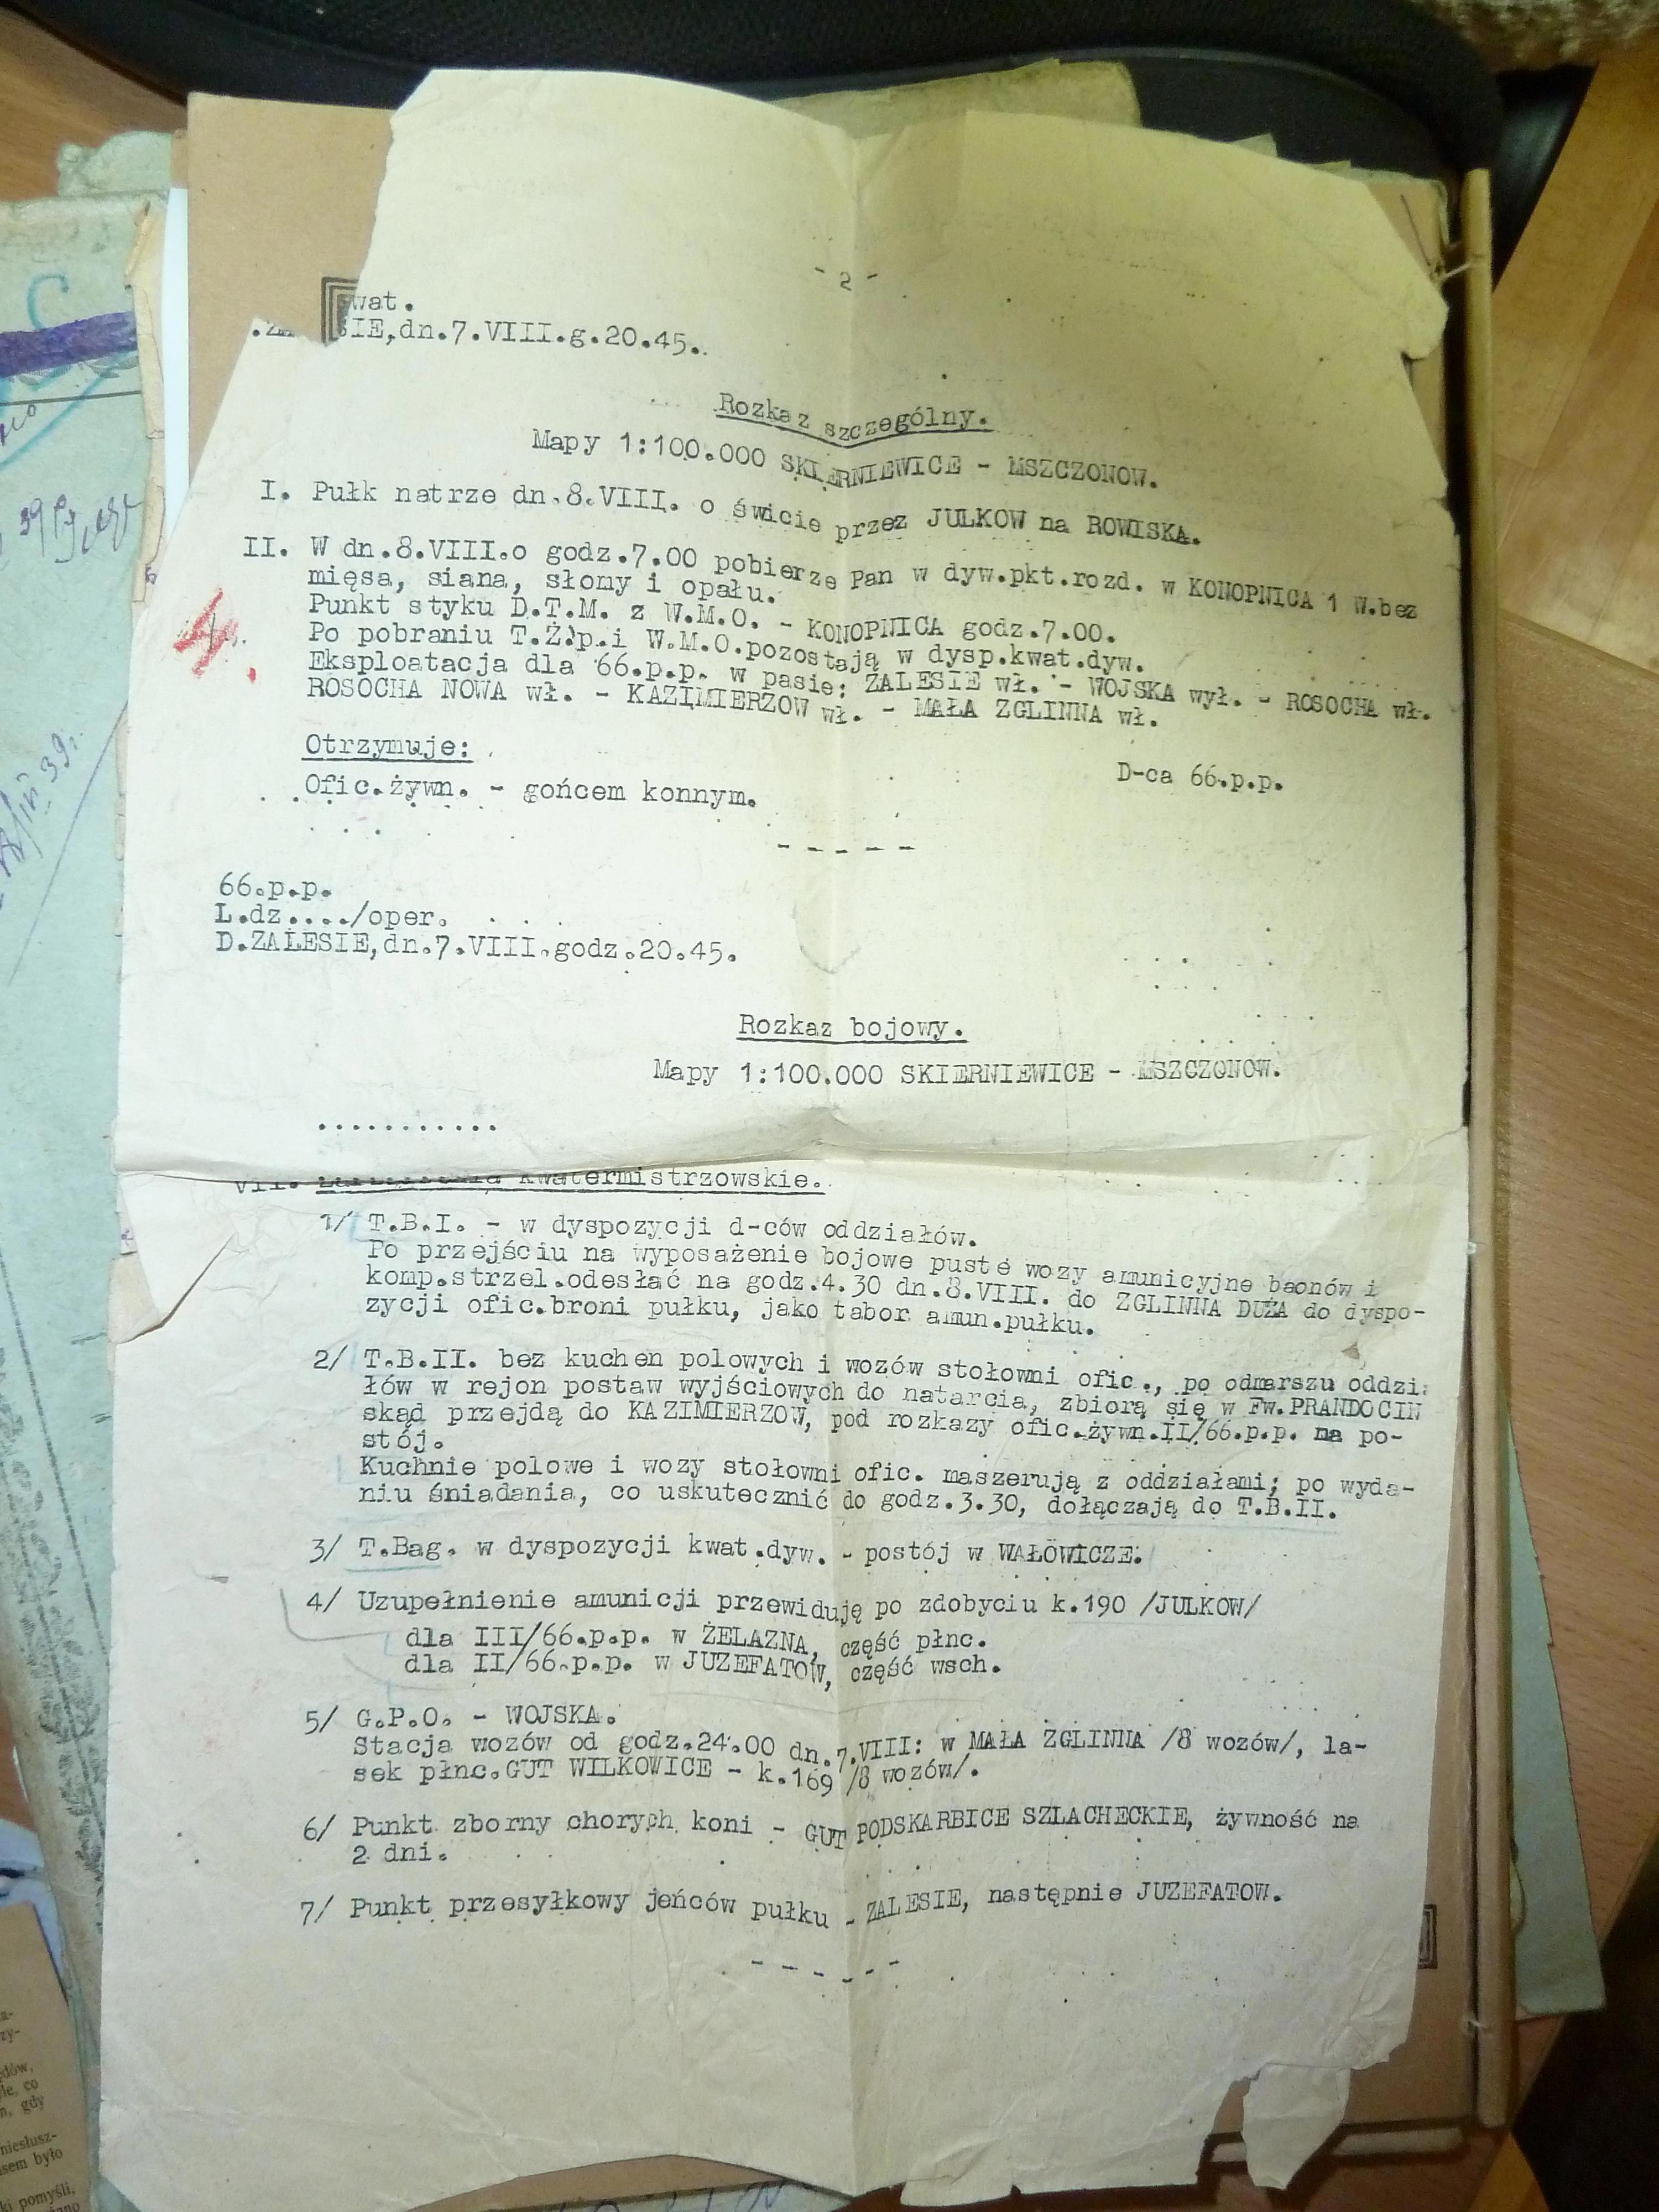 - 2 -
wat.
SIE,dn.7.VIII.g.20.45.
Rozkaz szczególny.
Mapy 1:100.000 SKIERNIEWICE - MSZCZONOW.
I. Pułk natrze dn.8.VIII. o świcie przez JULKOW na ROWISKA.
II. W dn.8.VIII.o godz.7.00 pobierze Pan w dyw.pkt.rozd. w KONOPNICA 1 W.bez
mięsa, siana, słomy i opału.
Punkt styku D.T.M. z W.M.O. - KONOPNICA godz.7.00.
Po pobraniu T.Ż.p.i W.M.O.pozostają w dysp.kwat.dyw.
Eksploatacja dla 66.p.p. w pasie: ZALESIE wł. - WOJSKA wył. - ROSOCHA wł.
ROSOCHA NOWA wł. - KAZIMIERZOW wł. - MAŁA ZGLINNA wł.
Otrzymuje:
D-ca 66.p.p.
Ofic.żywn. - gońcem konnym.
- - - - -
66.p.p.
L.dz..../oper.
D.ZALESIE,dn.7.VIII.godz.20.45.
Rozkaz bojowy.
Mapy 1:100.000 SKIERNIEWICE - MSZCZONOW.
...........
VII. kwatermistrzowskie.
1/ T.B.I. - w dyspozycji d-ców oddziałów.
Po przejściu na wyposażenie bojowe puste wozy amunicyjne baonów i
komp.strzel.odesłać na godz.4.30 dn.8.VIII. do ZGLINNA DUŻA do dyspo-
zycji ofic.broni pułku, jako tabor amun.pułku.
2/ T.B.II. bez kuchen polowych i wozów stołowni ofic., po odmarszu oddzi
łów w rejon postaw wyjściowych do natarcia, zbiorą się w Fw.PRANDOCIN
skąd przejdą do KAZIMIERZOW, pod rozkazy ofic.żywn.II/66.p.p. na po-
stój.
Kuchnie polowe i wozy stołowni ofic. maszerują z oddziałami; po wyda-
niu śniadania, co uskutecznić do godz.3.30, dołączają do T.B.II.
3/ T.Bag. w dyspozycji kwat.dyw. - postój w WAŁOWICZE.
4/ Uzupełnienie amunicji przewiduję po zdobyciu k.190 /JULKOW/
dla III/66.p.p. w ŻELAZNA, część płnc.
dla II/66.p.p. w JUZEFATOW, część wsch.
5/ G.P.O. - WOJSKA.
Stacja wozów od godz.24.00 dn.7.VIII: w MAŁA ZGLINNA /8 wozów/, la-
sek płnc.GUT WILKOWICE - k.169 /8 wozów/.
6/ Punkt zborny chorych koni - GUT PODSKARBICE SZLACHECKIE, żywność na
2 dni.
7/ Punkt przesyłkowy jeńców pułku - ZALESIE, następnie JUZEFATOW.
- - - - - -